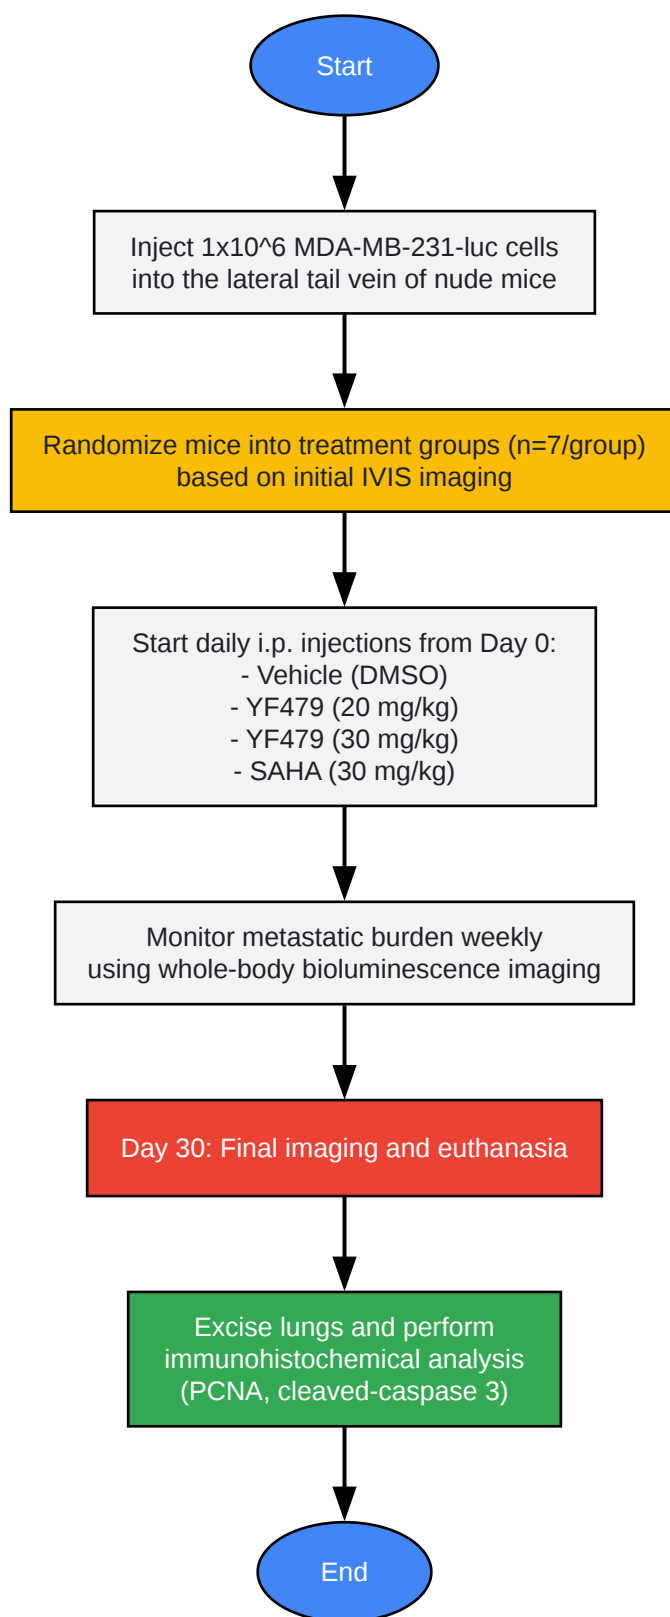 Start
Inject 1x10^6 MDA-MB-231-luc cells
into the lateral tail vein of nude mice
Randomize mice into treatment groups (n=7/group)
based on initial IVIS imaging
Start daily i.p. injections from Day 0:
- Vehicle (DMSO)
- YF479 (20 mg/kg)
- YF479 (30 mg/kg)
- SAHA (30 mg/kg)
Monitor metastatic burden weekly
using whole-body bioluminescence imaging
Day 30: Final imaging and euthanasia
Excise lungs and perform
immunohistochemical analysis
(PCNA, cleaved-caspase 3)
End